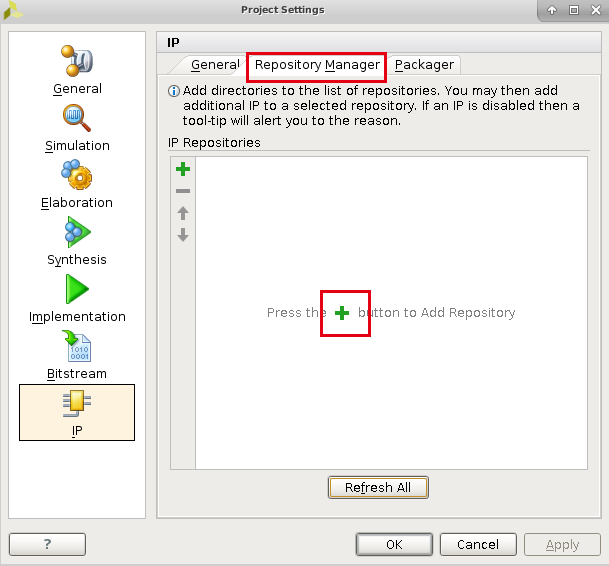 Project Settings
General
Simulation
Elaboration
Synthesis
Implementation
Bitstream
1010
0001
IP
IP
General
Repository Manager
Packager
Add directories to the list of repositories. You may then add
additional IP to a selected repository. If an IP is disabled then a
tool-tip will alert you to the reason.
IP Repositories
Press the button to Add Repository
Refresh All
?
OK
Cancel
Apply